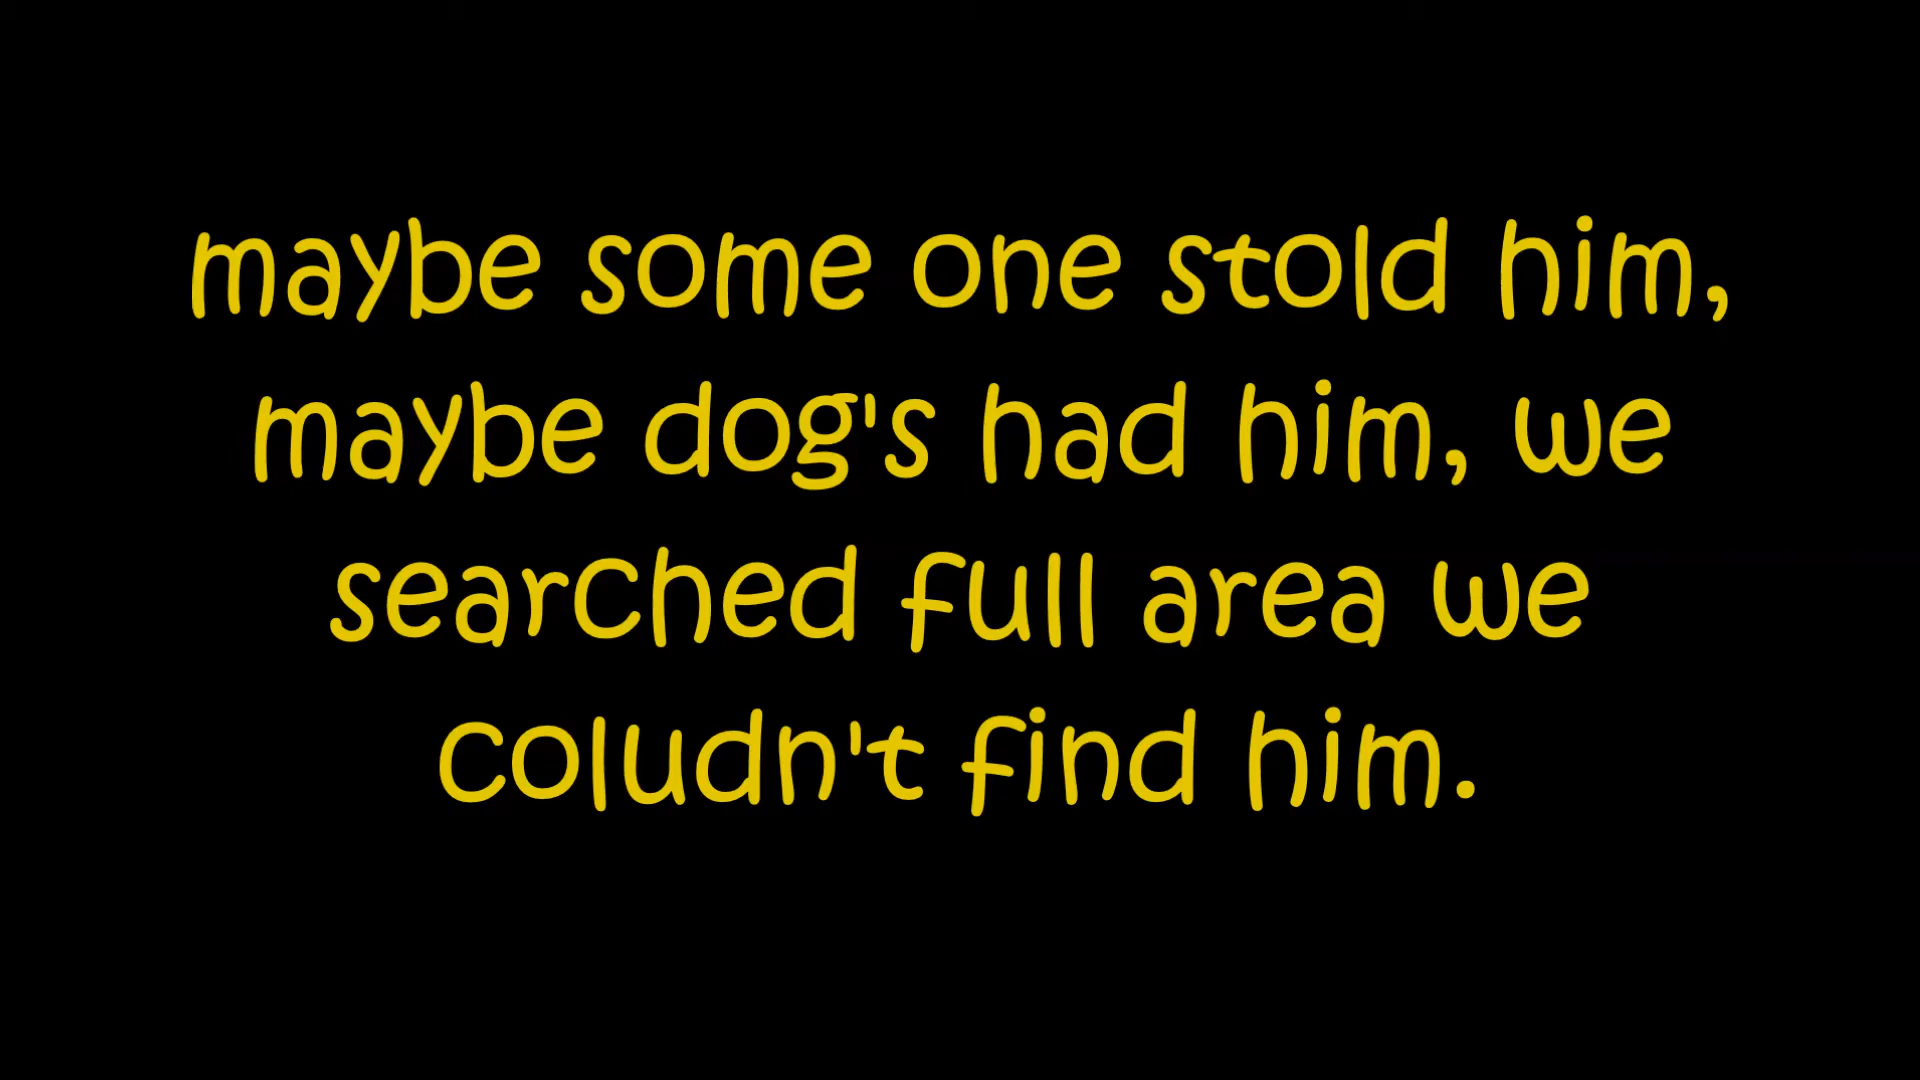 maybe some one stold him,
maybe dog's had him, we
searched full area we
coludn't find him.